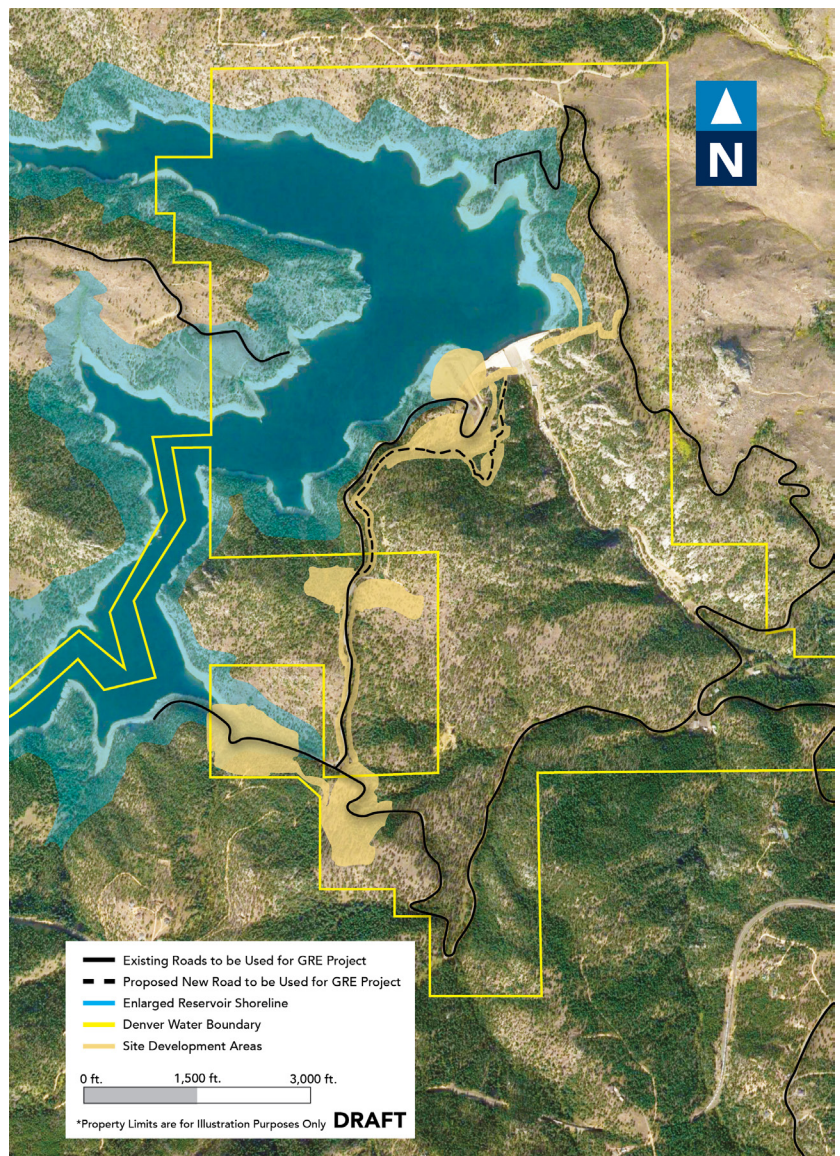 N
Existing Roads to be Used for GRE Project
Proposed New Road to be Used for GRE Project
Enlarged Reservoir Shoreline
Denver Water Boundary
Site Development Areas
0 ft. 1,500 ft. 3,000 ft.
*Property Limits are for Illustration Purposes Only DRAFT